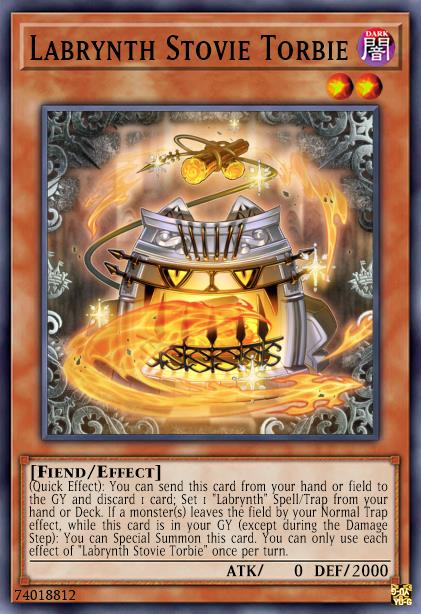 LABRYNTH STOVIE TORBIE
DARK
闇
[FIEND/EFFECT]
(Quick Effect): You can send this card from your hand or field to
the GY and discard 1 card; Set 1 "Labrynth" Spell/Trap from your
hand or Deck. If a monster(s) leaves the field by your Normal Trap
effect, while this card is in your GY (except during the Damage
Step): You can Special Summon this card. You can only use each
effect of "Labrynth Stovie Torbie" once per turn.
ATK/ 0 DEF/2000
74018812